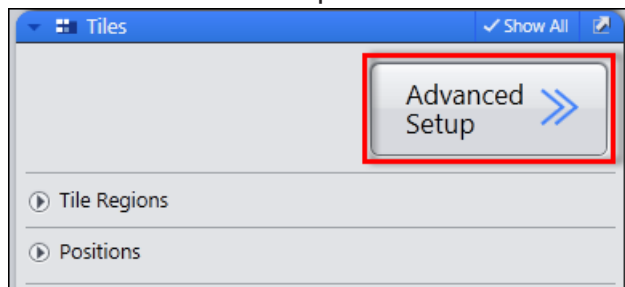 Tiles
Show All
Advanced
Setup
Tile Regions
Positions